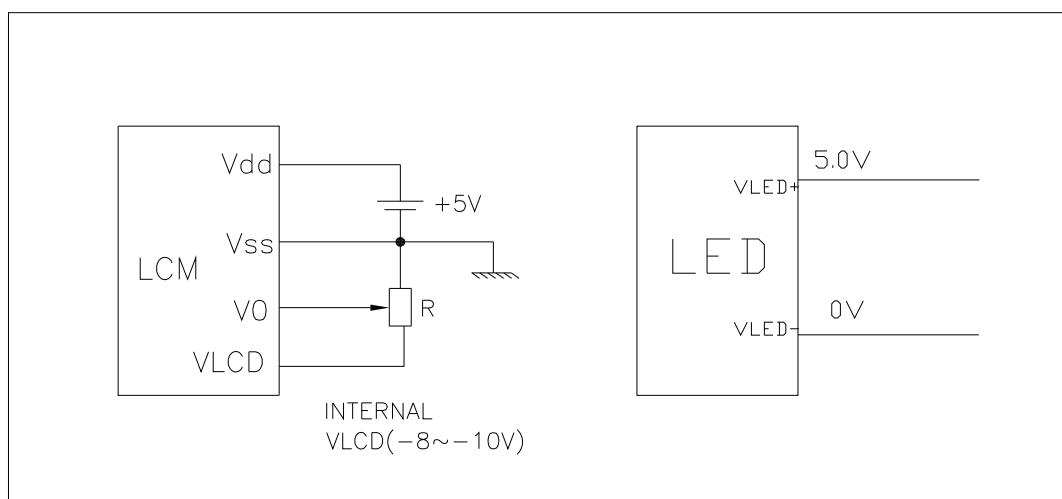 Vdd
+5V
Vss
LCM
V0
R
VLCD
INTERNAL
VLCD(-8~-10V)
5.0V
VLED+
LED
0V
VLED-